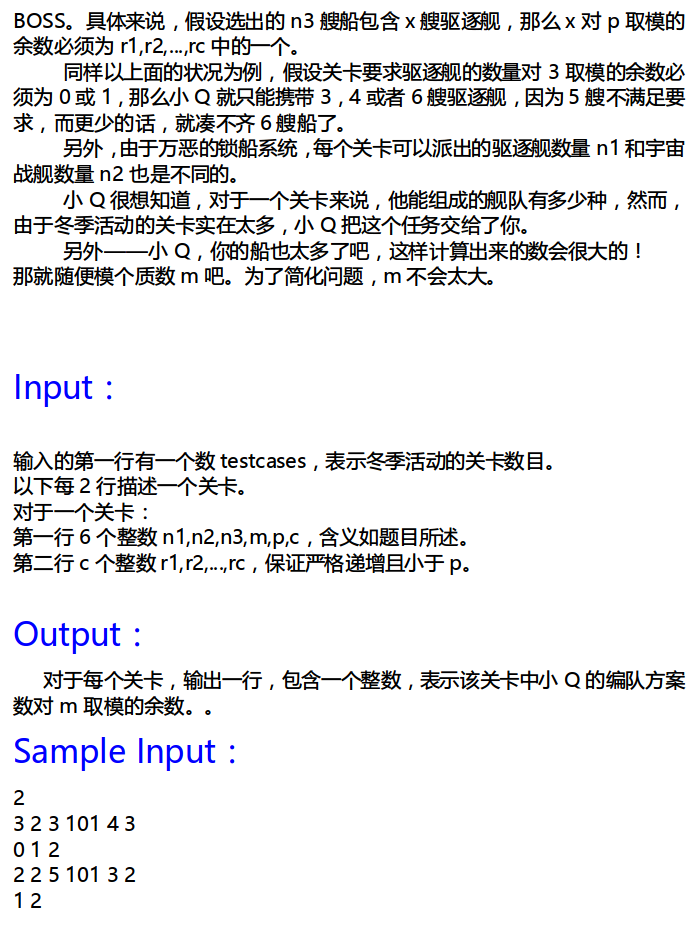 BOSS。具体来说，假设选出的 n3 艘船包含 x 艘驱逐舰，那么 x 对 p 取模的
余数必须为 r1,r2,...,rc 中的一个。
同样以上面的状况为例，假设关卡要求驱逐舰的数量对 3 取模的余数必
须为 0 或 1，那么小 Q 就只能携带 3，4 或者 6 艘驱逐舰，因为 5 艘不满足要
求，而更少的话，就凑不齐 6 艘船了。
另外，由于万恶的锁船系统，每个关卡可以派出的驱逐舰数量 n1 和宇宙
战舰数量 n2 也是不同的。
小 Q 很想知道，对于一个关卡来说，他能组成的舰队有多少种，然而，
由于冬季活动的关卡实在太多，小 Q 把这个任务交给了你。
另外——小 Q，你的船也太多了吧，这样计算出来的数会很大的！
那就随便模个质数 m 吧。为了简化问题，m 不会太大。
Input：
输入的第一行有一个数 testcases，表示冬季活动的关卡数目。
以下每 2 行描述一个关卡。
对于一个关卡：
第一行 6 个整数 n1,n2,n3,m,p,c，含义如题目所述。
第二行 c 个整数 r1,r2,...,rc，保证严格递增且小于 p。
Output：
对于每个关卡，输出一行，包含一个整数，表示该关卡中小 Q 的编队方案
数对 m 取模的余数。。
Sample Input：
2
3 2 3 101 4 3
0 1 2
2 2 5 101 3 2
1 2